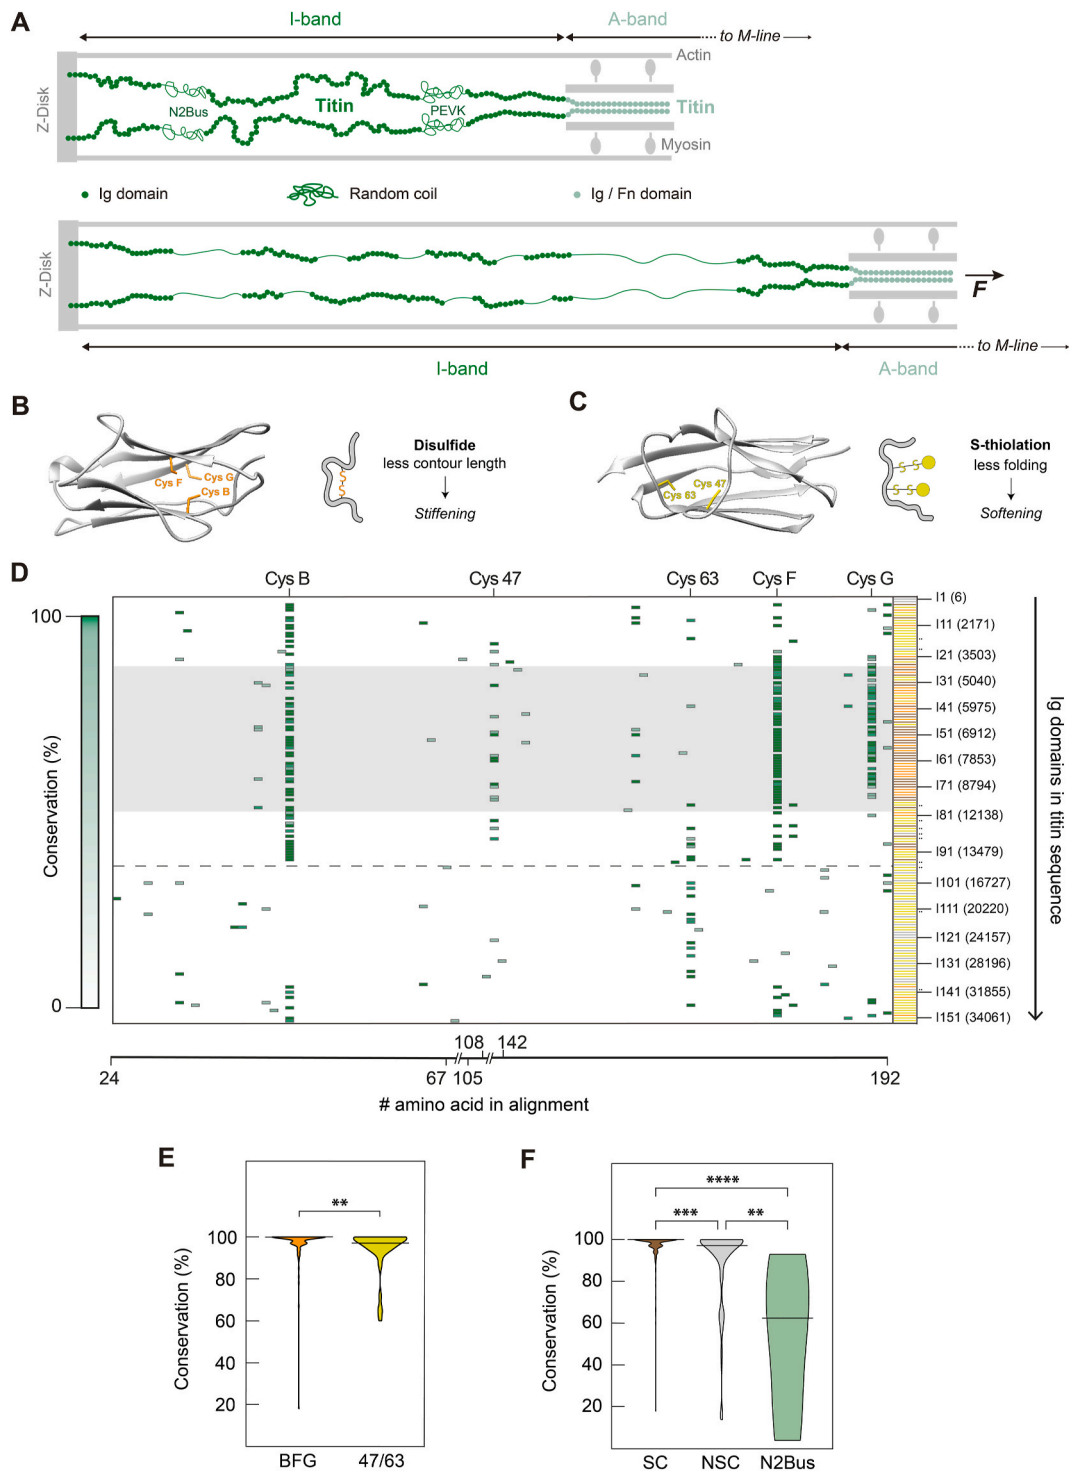 A
I-band
A-band
to M-line
Actin
Z-Disk
N2Bus
Titin
PEVK
Titin
Myosin
Ig domain
Random coil
Ig / Fn domain
Z-Disk
F
to M-line
I-band
A-band
B
Cys F
Cys G
Cys B
S
S
Disulfide
less contour length
Stiffening
C
Cys 63
Cys 47
S S
S S
S-thiolation
less folding
Softening
D
Cys B
Cys 47
Cys 63
Cys F
Cys G
100
0
Conservation (%)
I1 (6)
I11 (2171)
I21 (3503)
I31 (5040)
I41 (5975)
I51 (6912)
I61 (7853)
I71 (8794)
I81 (12138)
I91 (13479)
I101 (16727)
I111 (20220)
I121 (24157)
I131 (28196)
I141 (31855)
I151 (34061)
Ig domains in titin sequence
108
142
24
67
105
192
# amino acid in alignment
E
**
100
80
60
40
20
Conservation (%)
BFG
47/63
F
****
***
**
100
80
60
40
20
Conservation (%)
SC
NSC
N2Bus